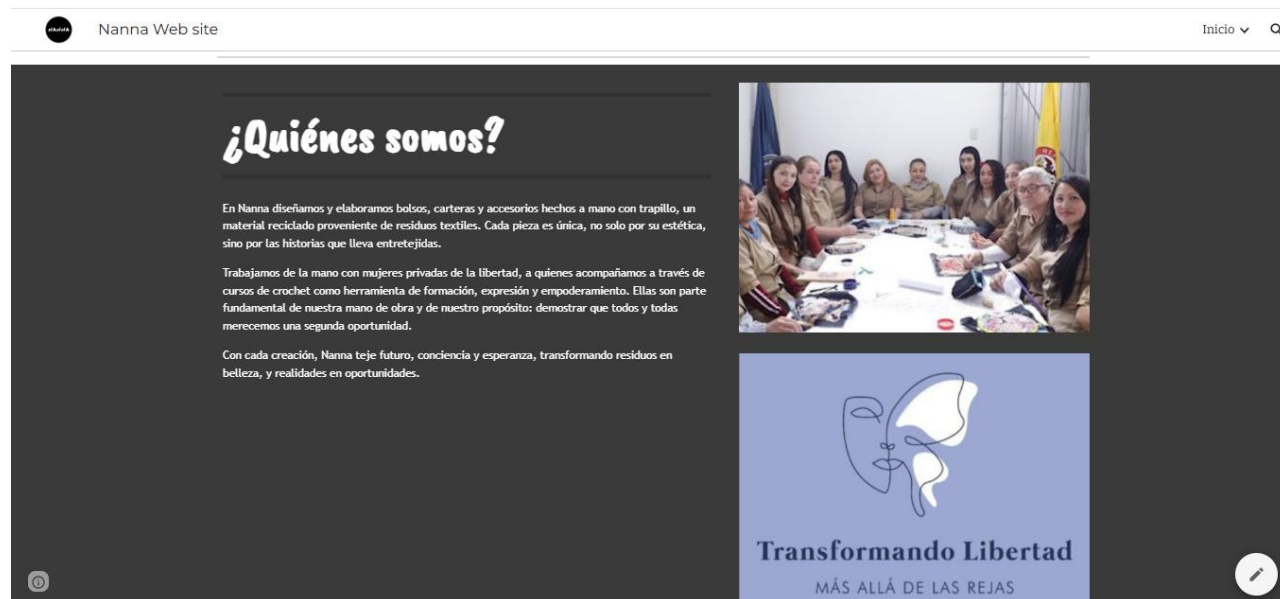 Nanna Web site
Inicio
¿Quiénes somos?
En Nanna diseñamos y elaboramos bolsos, carteras y accesorios hechos a mano con trapillo, un
material reciclado proveniente de residuos textiles. Cada pieza es única, no solo por su estética,
sino por las historias que lleva entretejidas.
Trabajamos de la mano con mujeres privadas de la libertad, a quienes acompañamos a través de
cursos de crochet como herramienta de formación, expresión y empoderamiento. Ellas son parte
fundamental de nuestra mano de obra y de nuestro propósito: demostrar que todos y todas
merecemos una segunda oportunidad.
Con cada creación, Nanna teje futuro, conciencia y esperanza, transformando residuos en
belleza, y realidades en oportunidades.
Transformando Libertad
MÁS ALLÁ DE LAS REJAS